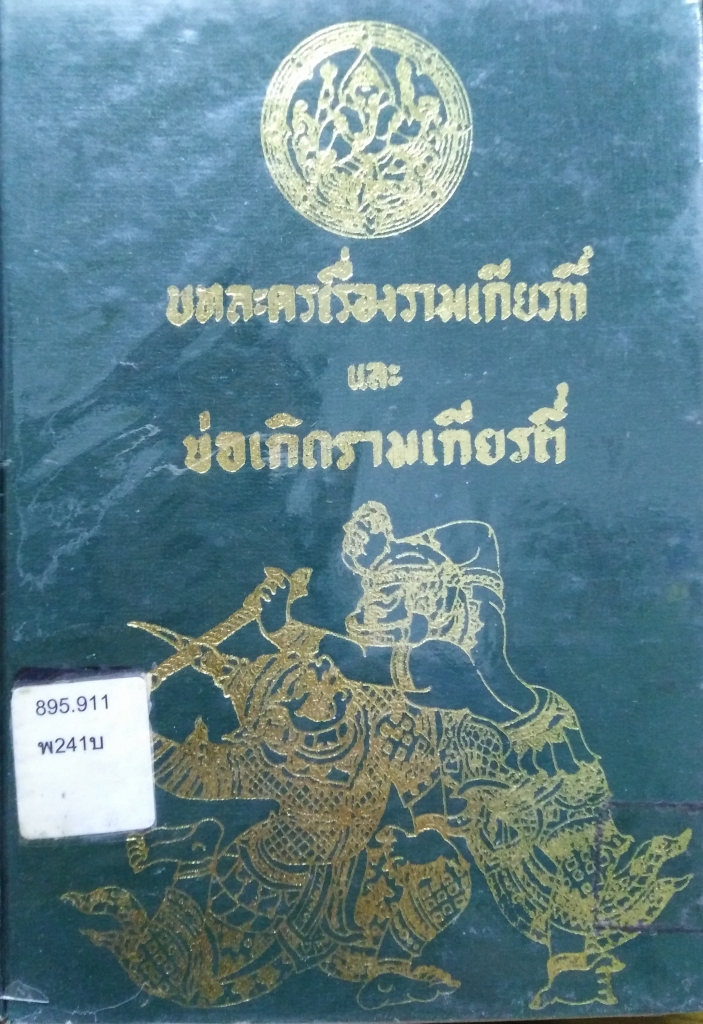 บทละครเรื่องรามเกียรติ์
และ
บ่อเกิดรามเกียรติ์
895.911
พ241บ